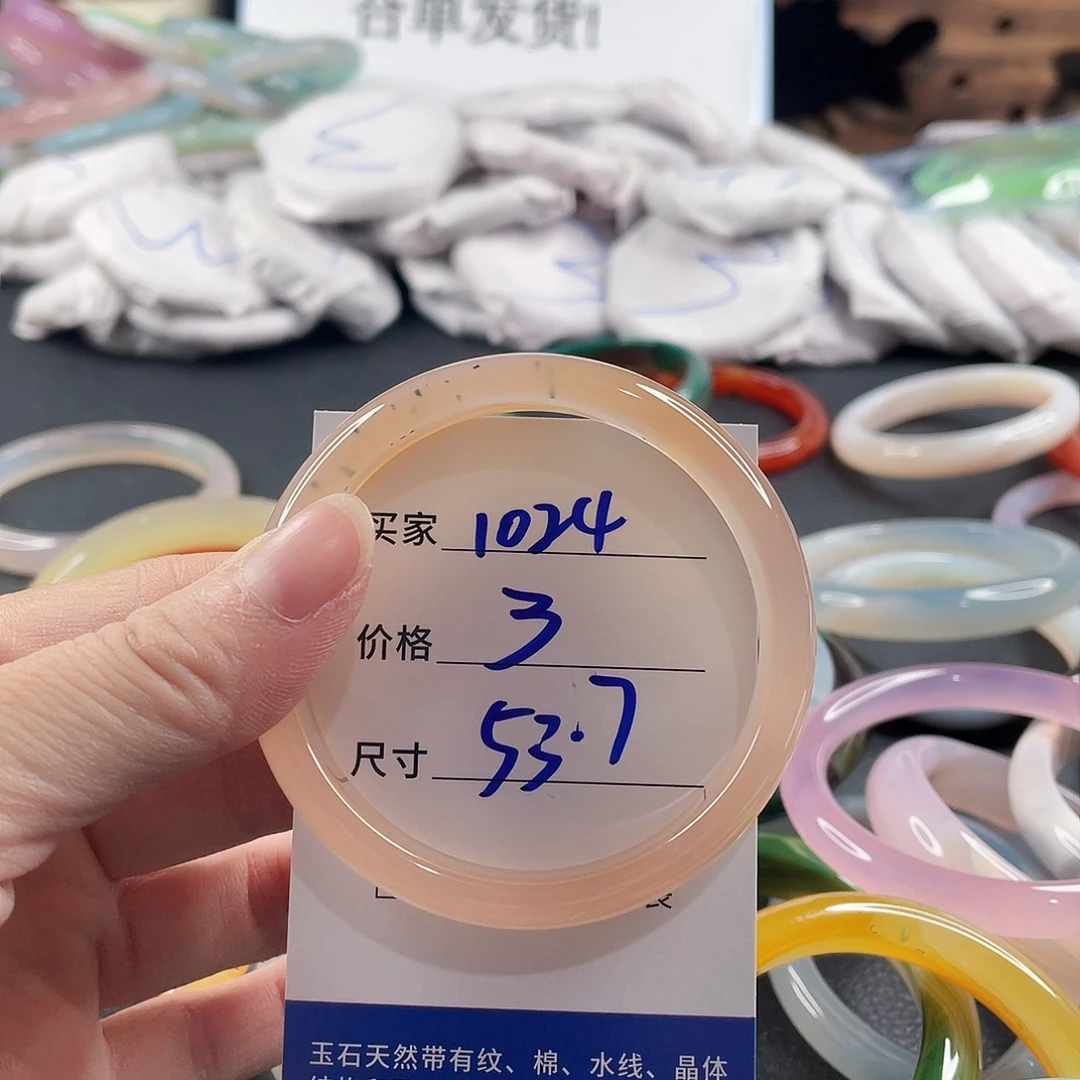 合单发货!
买家 1024
价格 3
尺寸 53.7
玉石天然带有纹、棉、水线、晶体